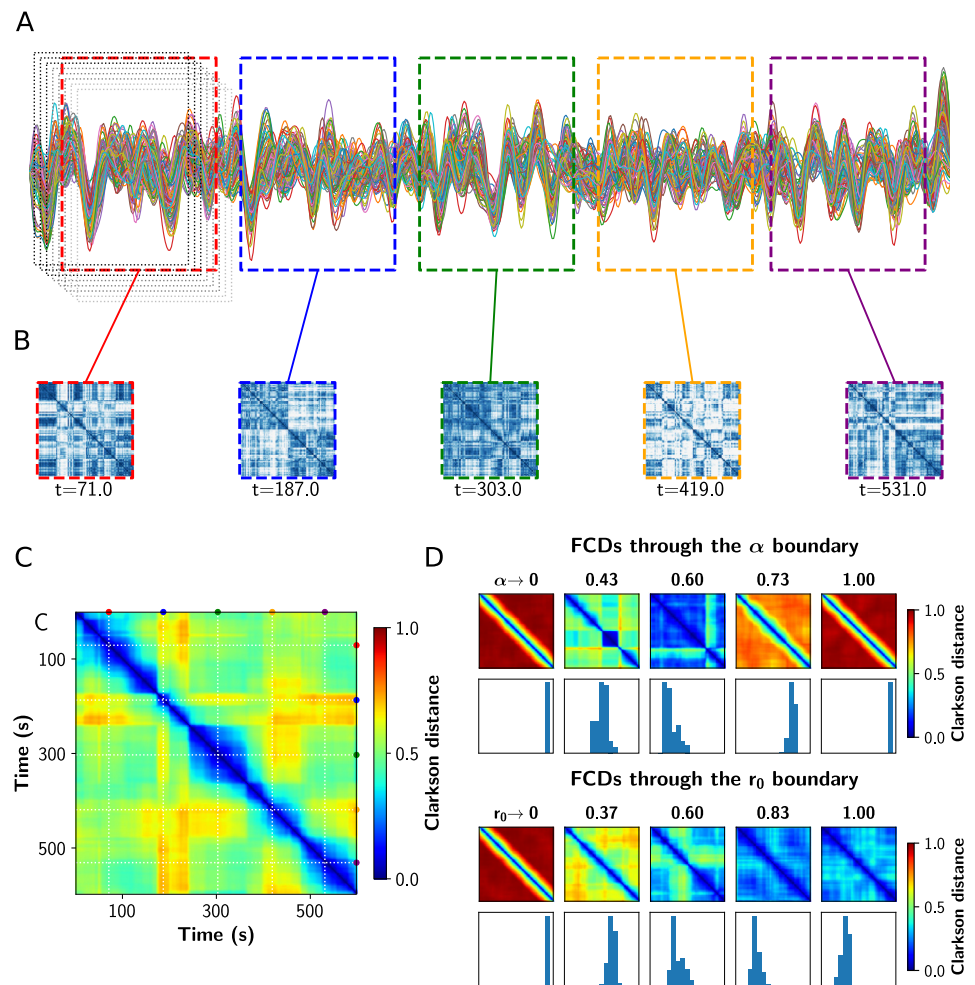 A
B
t=71.0
t=187.0
t=303.0
t=419.0
t=531.0
C
C
100
300
500
Time (s)
100
300
500
Time (s)
1.0
0.5
0.0
Clarkson distance
D
FCDs through the α boundary
α→ 0
0.43
0.60
0.73
1.00
1.0
0.5
0.0
Clarkson distance
FCDs through the r₀ boundary
r₀→ 0
0.37
0.60
0.83
1.00
1.0
0.5
0.0
Clarkson distance